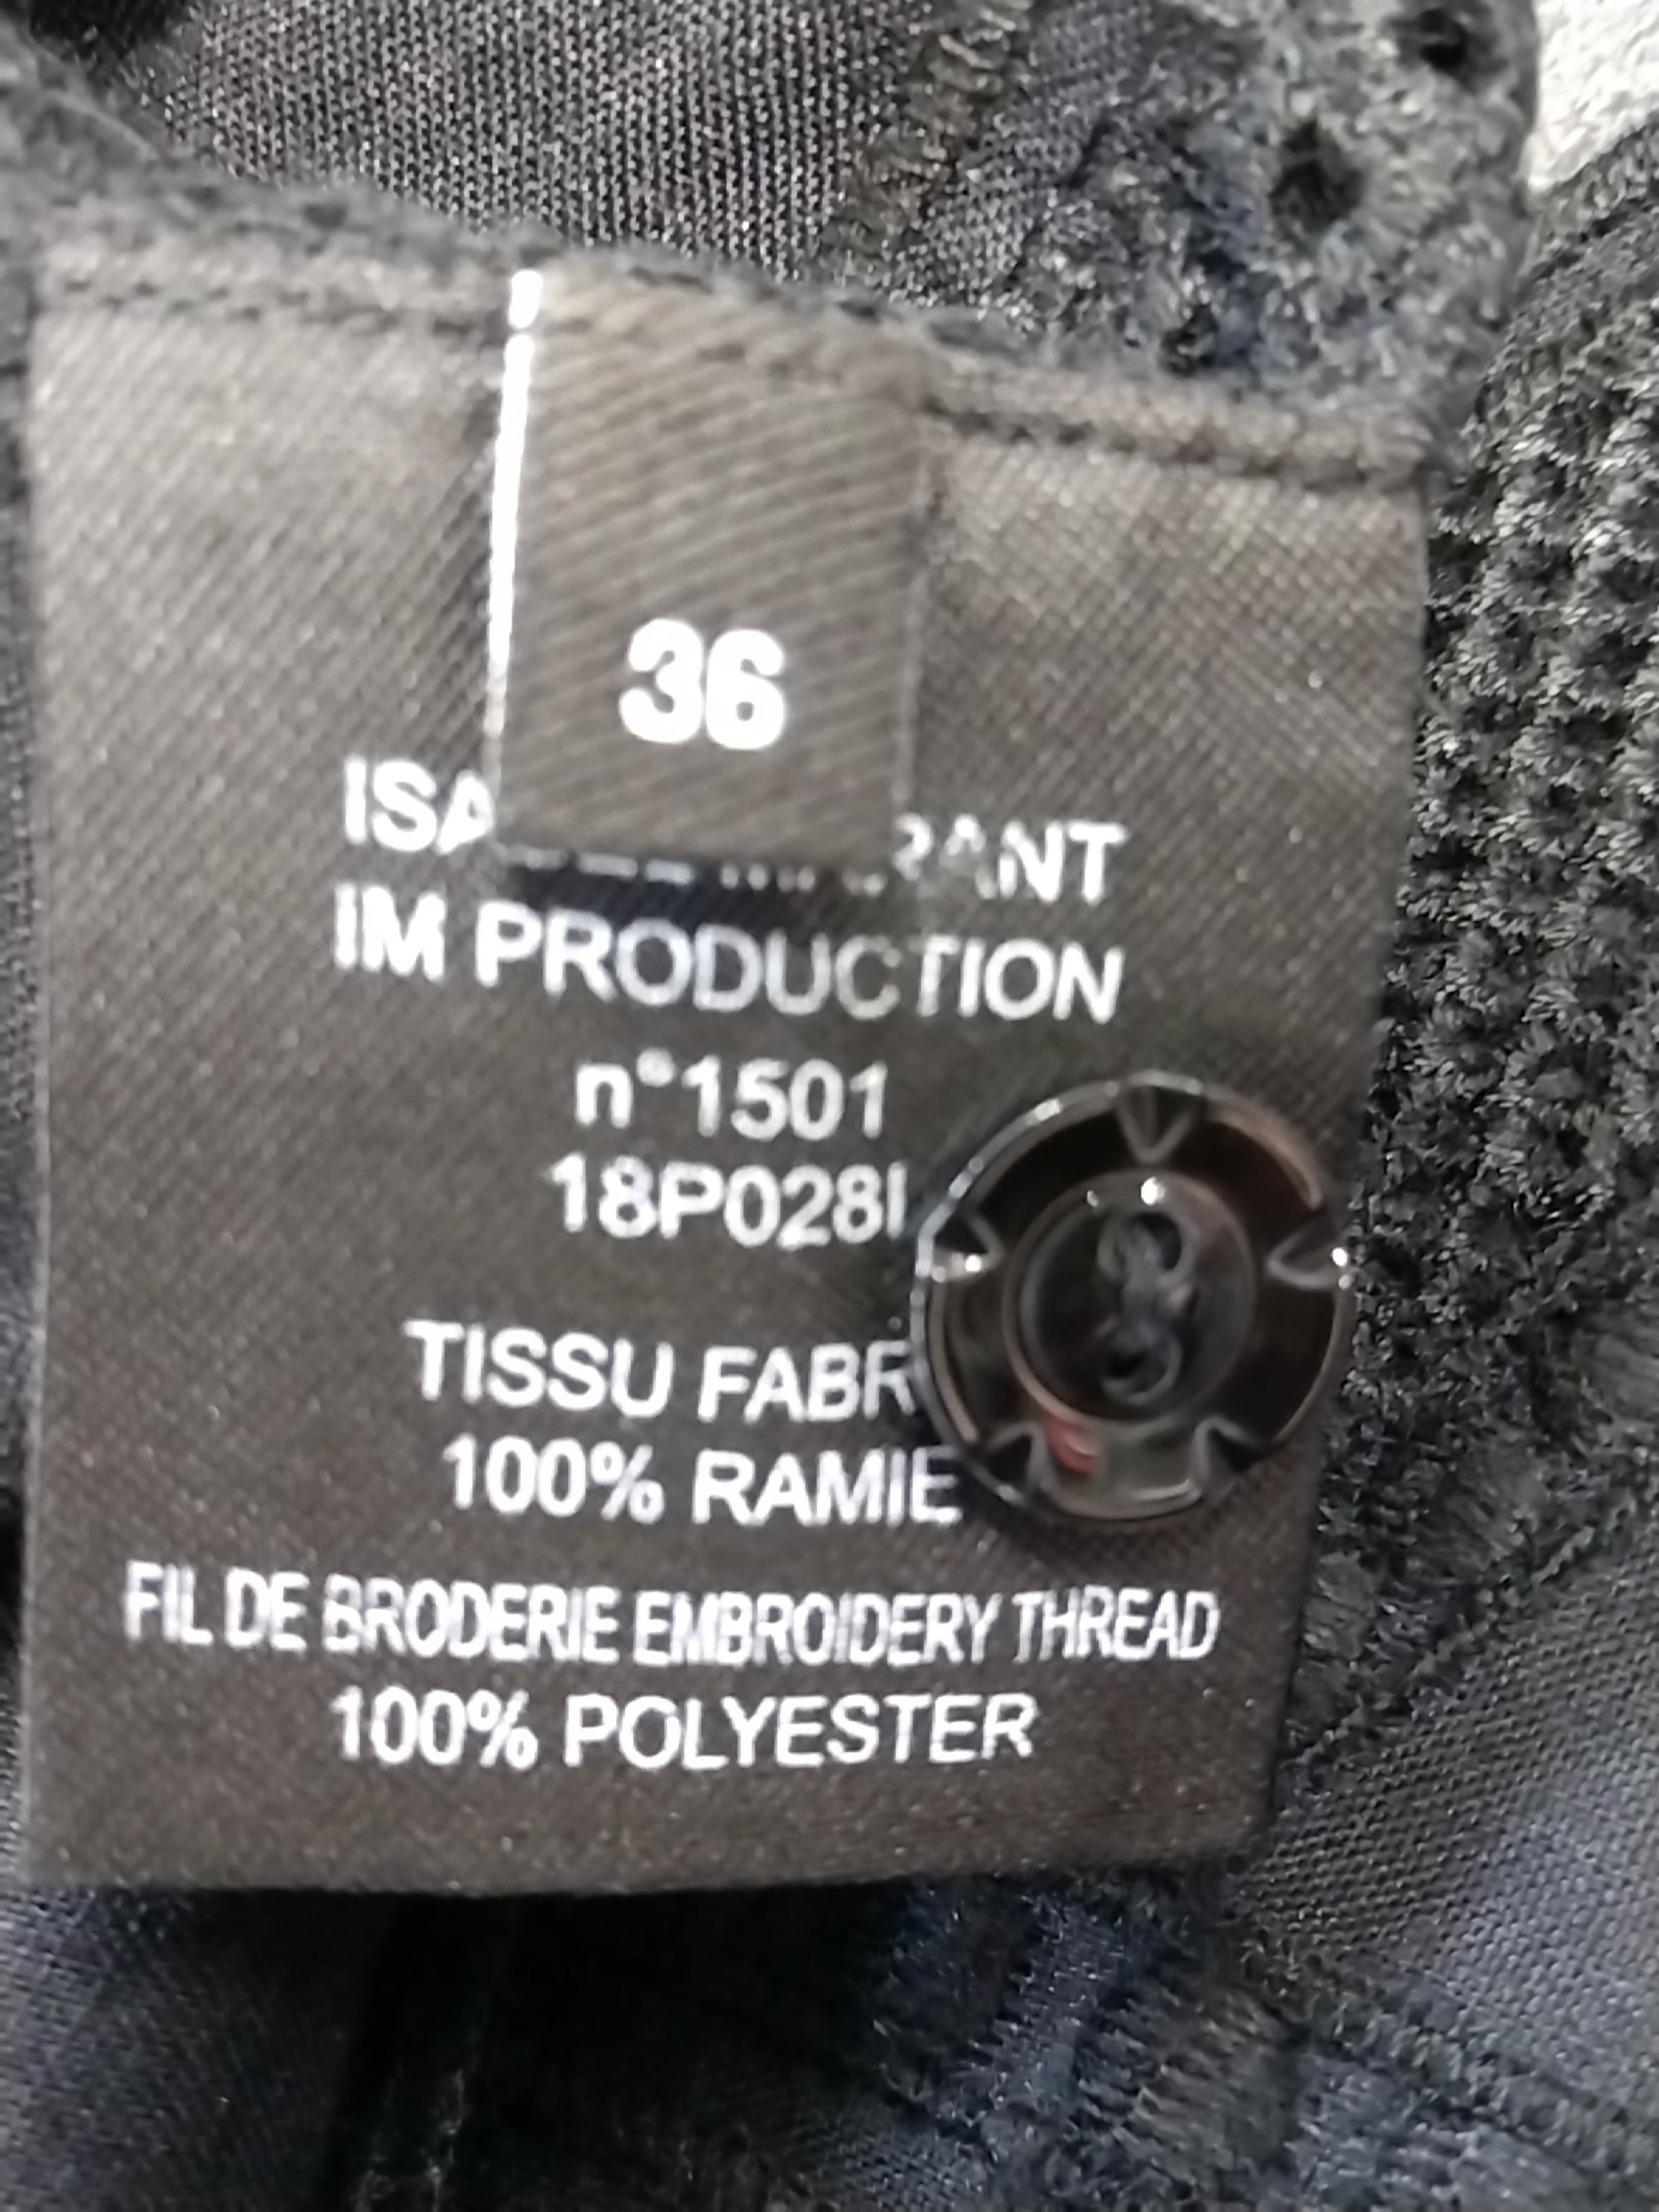 36
IM PRODUCTION
n°1501
18P028I
TISSU FABR
100% RAMIE
FIL DE BRODERIE EMBROIDERY THREAD
100% POLYESTER